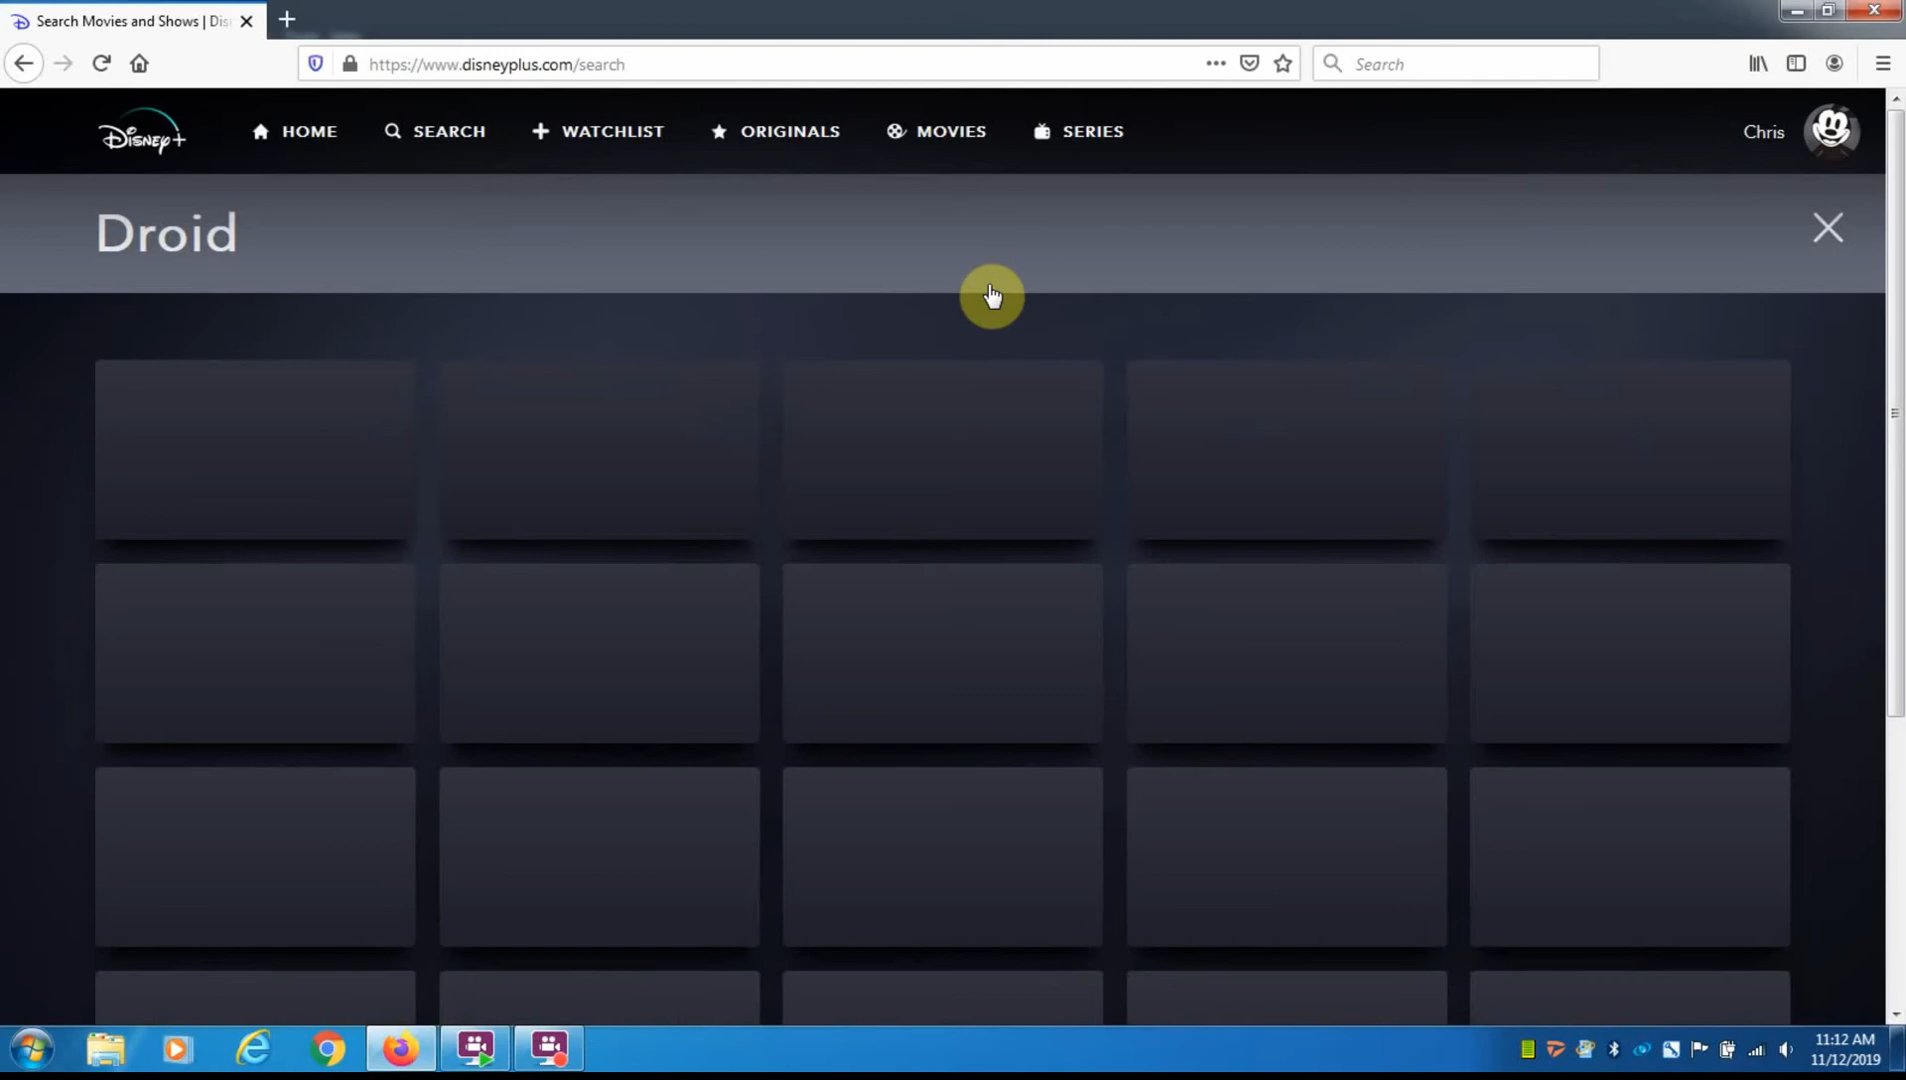 Search Movies and Shows | Dis
https://www.disneyplus.com/search
Search
Disney+
HOME
SEARCH
WATCHLIST
ORIGINALS
MOVIES
SERIES
Chris
Droid
11:12 AM
11/12/2019